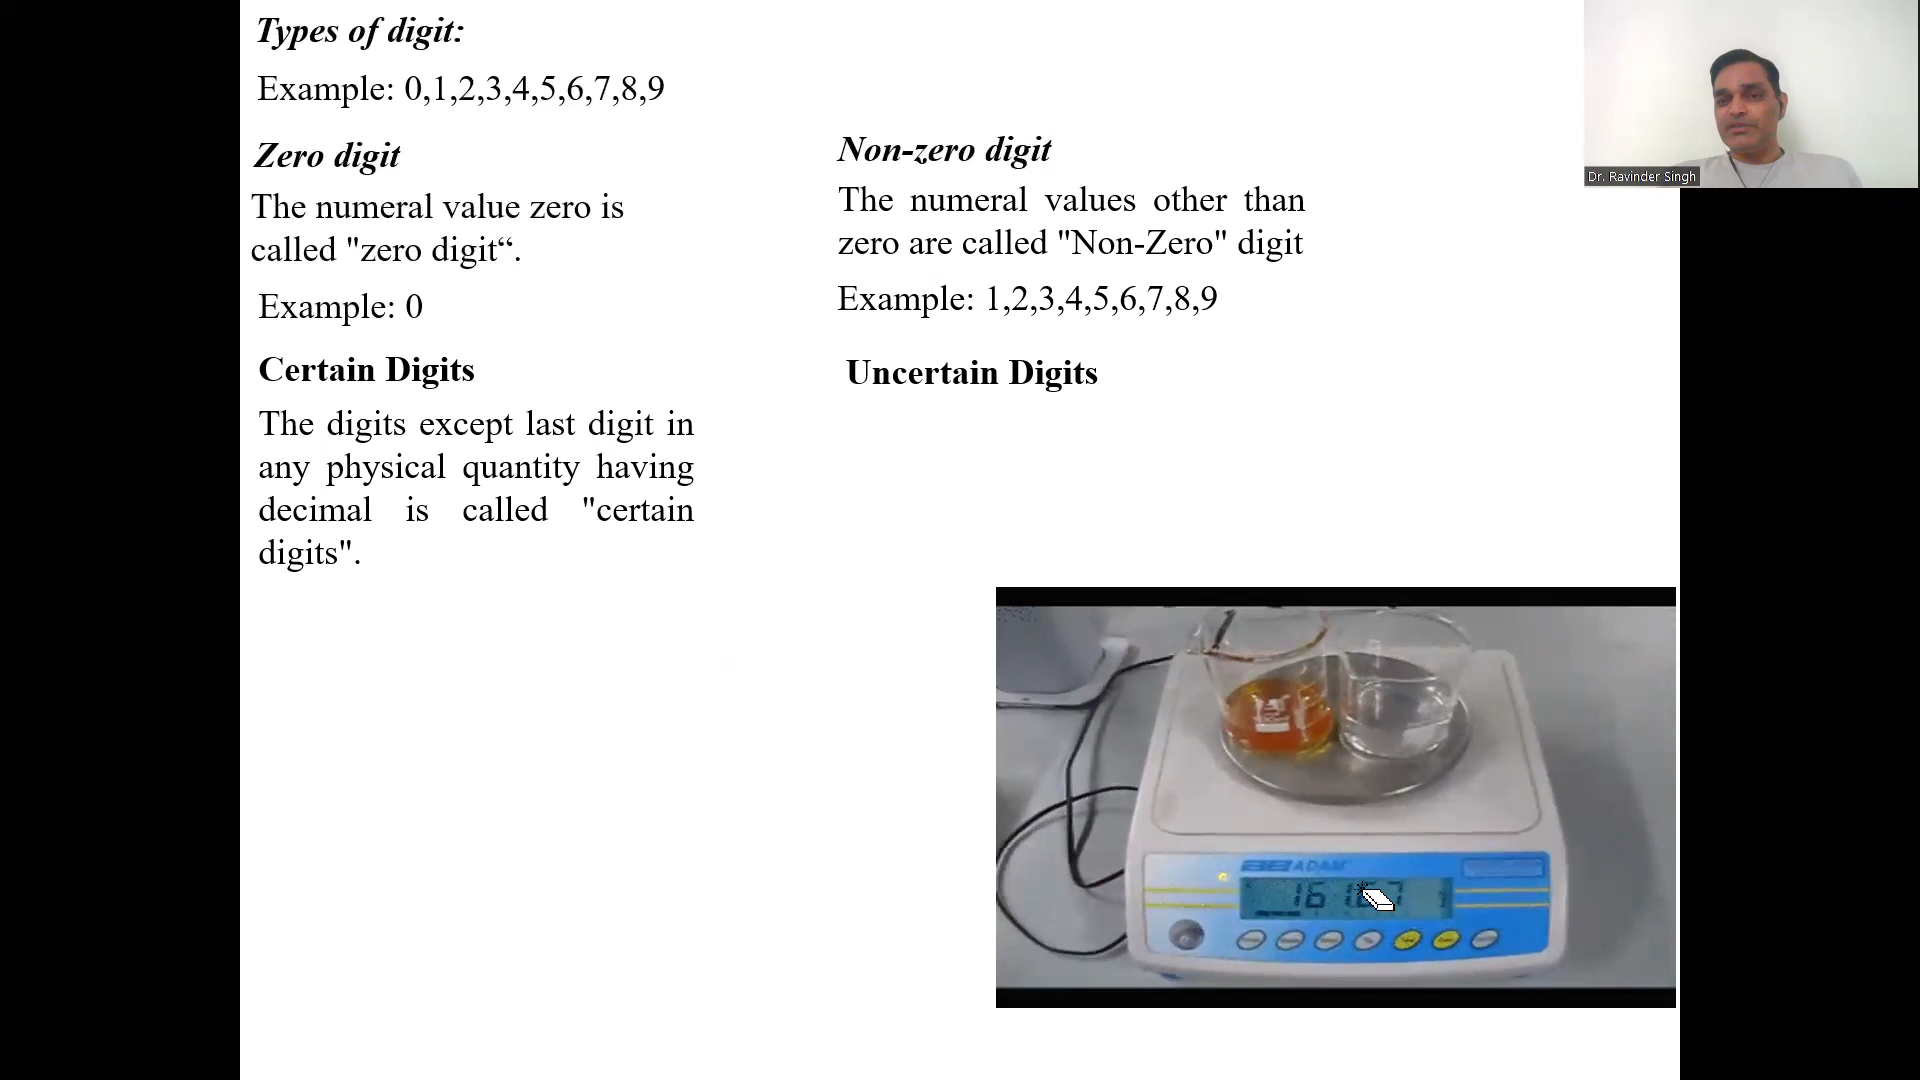 Types of digit:
Example: 0,1,2,3,4,5,6,7,8,9
Zero digit
The numeral value zero is
called "zero digit“.
Example: 0
Non-zero digit
The numeral values other than
zero are called "Non-Zero" digit
Example: 1,2,3,4,5,6,7,8,9
Certain Digits
The digits except last digit in
any physical quantity having
decimal is called "certain
digits".
Uncertain Digits
Dr. Ravinder Singh
ADAM